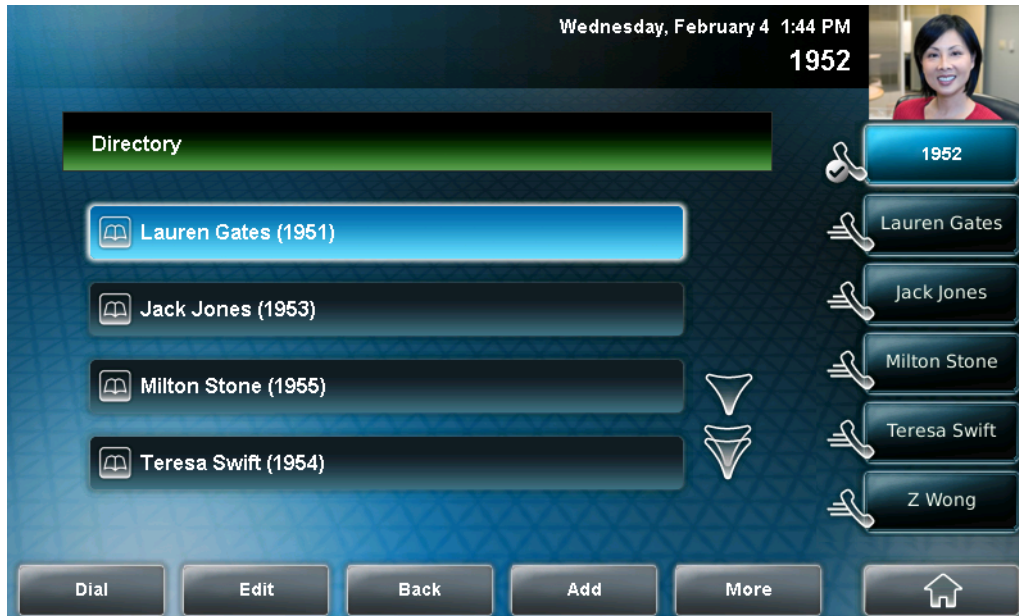 Wednesday, February 4 1:44 PM
1952
Directory
Lauren Gates (1951)
Jack Jones (1953)
Milton Stone (1955)
Teresa Swift (1954)
1952
Lauren Gates
Jack Jones
Milton Stone
Teresa Swift
Z Wong
Dial Edit Back Add More